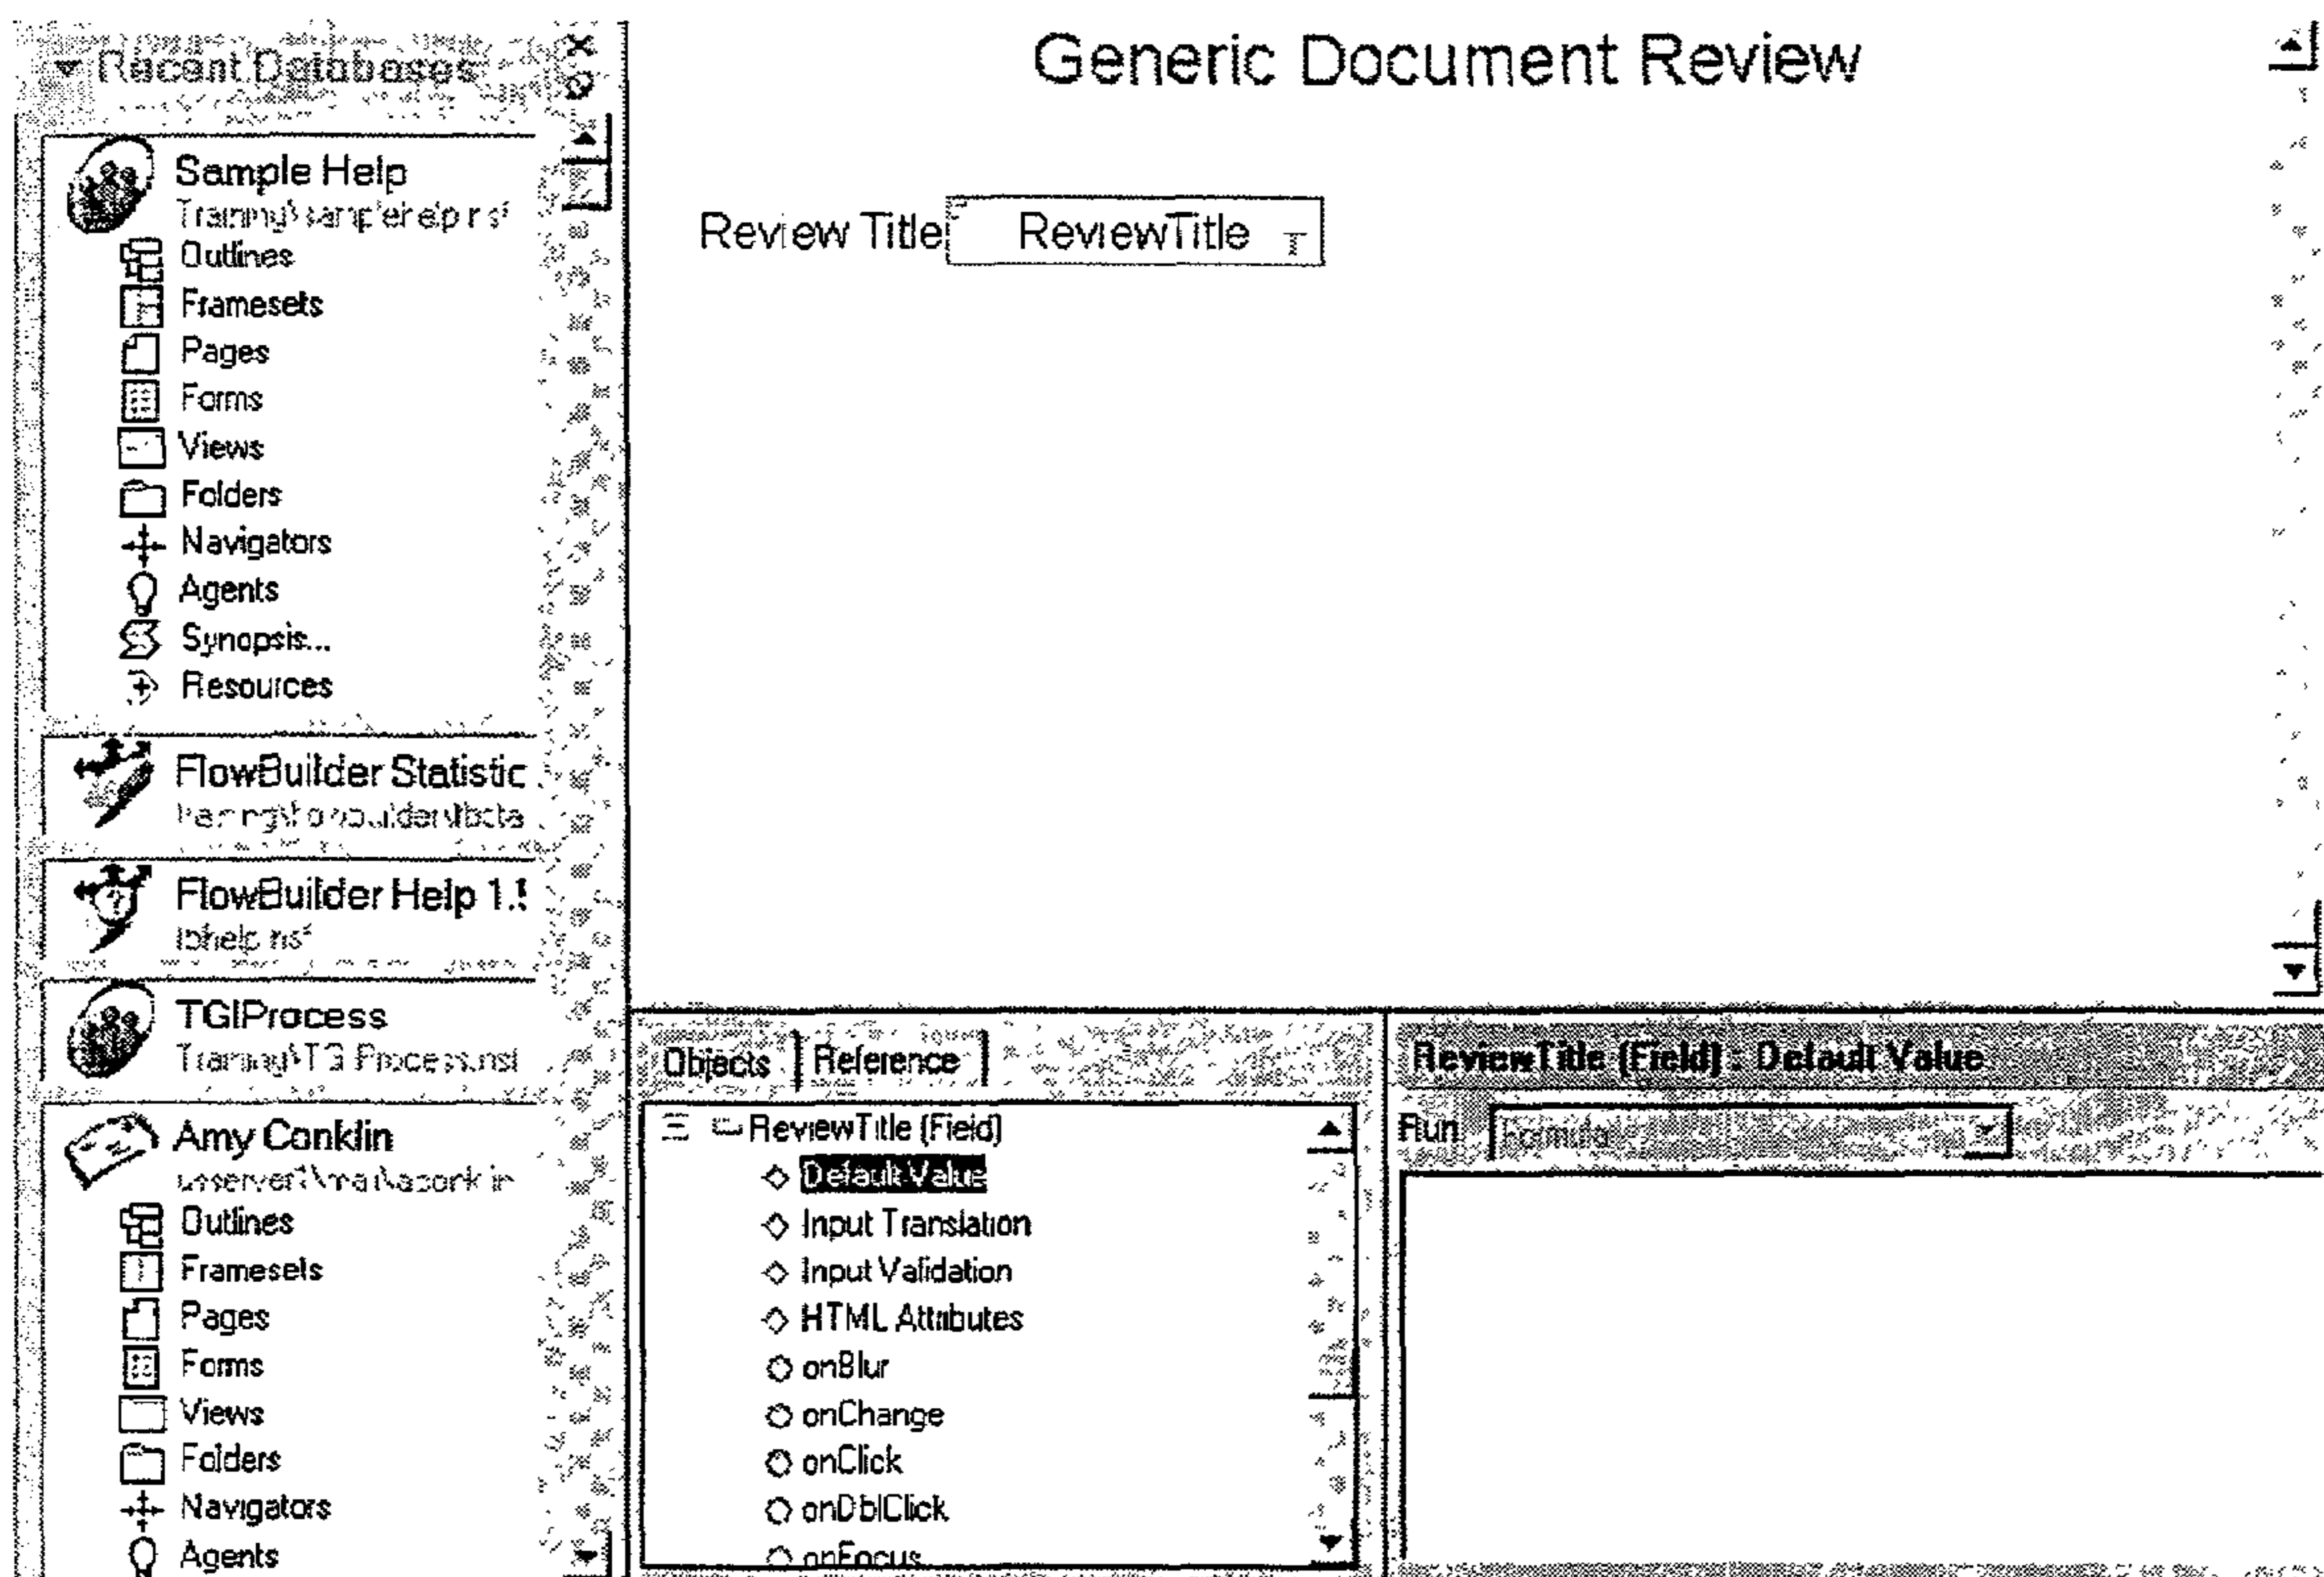 Recent Databases
Sample Help
Outlines
Framesets
Pages
Forms
Views
Folders
Navigators
Agents
Synopsis...
Resources
FlowBuilder Statistic
FlowBuilder Help 1.5
TGIProcess
Amy Conklin
Outlines
Framesets
Pages
Forms
Views
Folders
Navigators
Agents
Generic Document Review
Review Title ReviewTitle T
Objects Reference
ReviewTitle (Field)
Default Value
Input Translation
Input Validation
HTML Attributes
onBlur
onChange
onClick
onDblClick
onFocus
ReviewTitle (Field) : Default Value
Run Formula